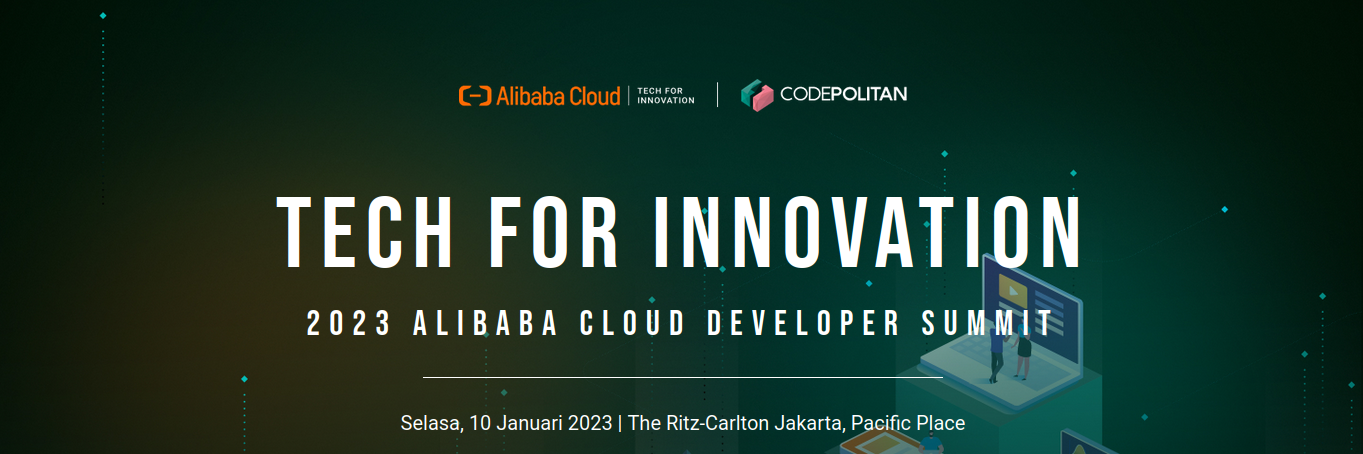 Alibaba Cloud | TECH FOR INNOVATION | CODEPOLITAN
TECH FOR INNOVATION
2023 ALIBABA CLOUD DEVELOPER SUMMIT
Selasa, 10 Januari 2023 | The Ritz-Carlton Jakarta, Pacific Place